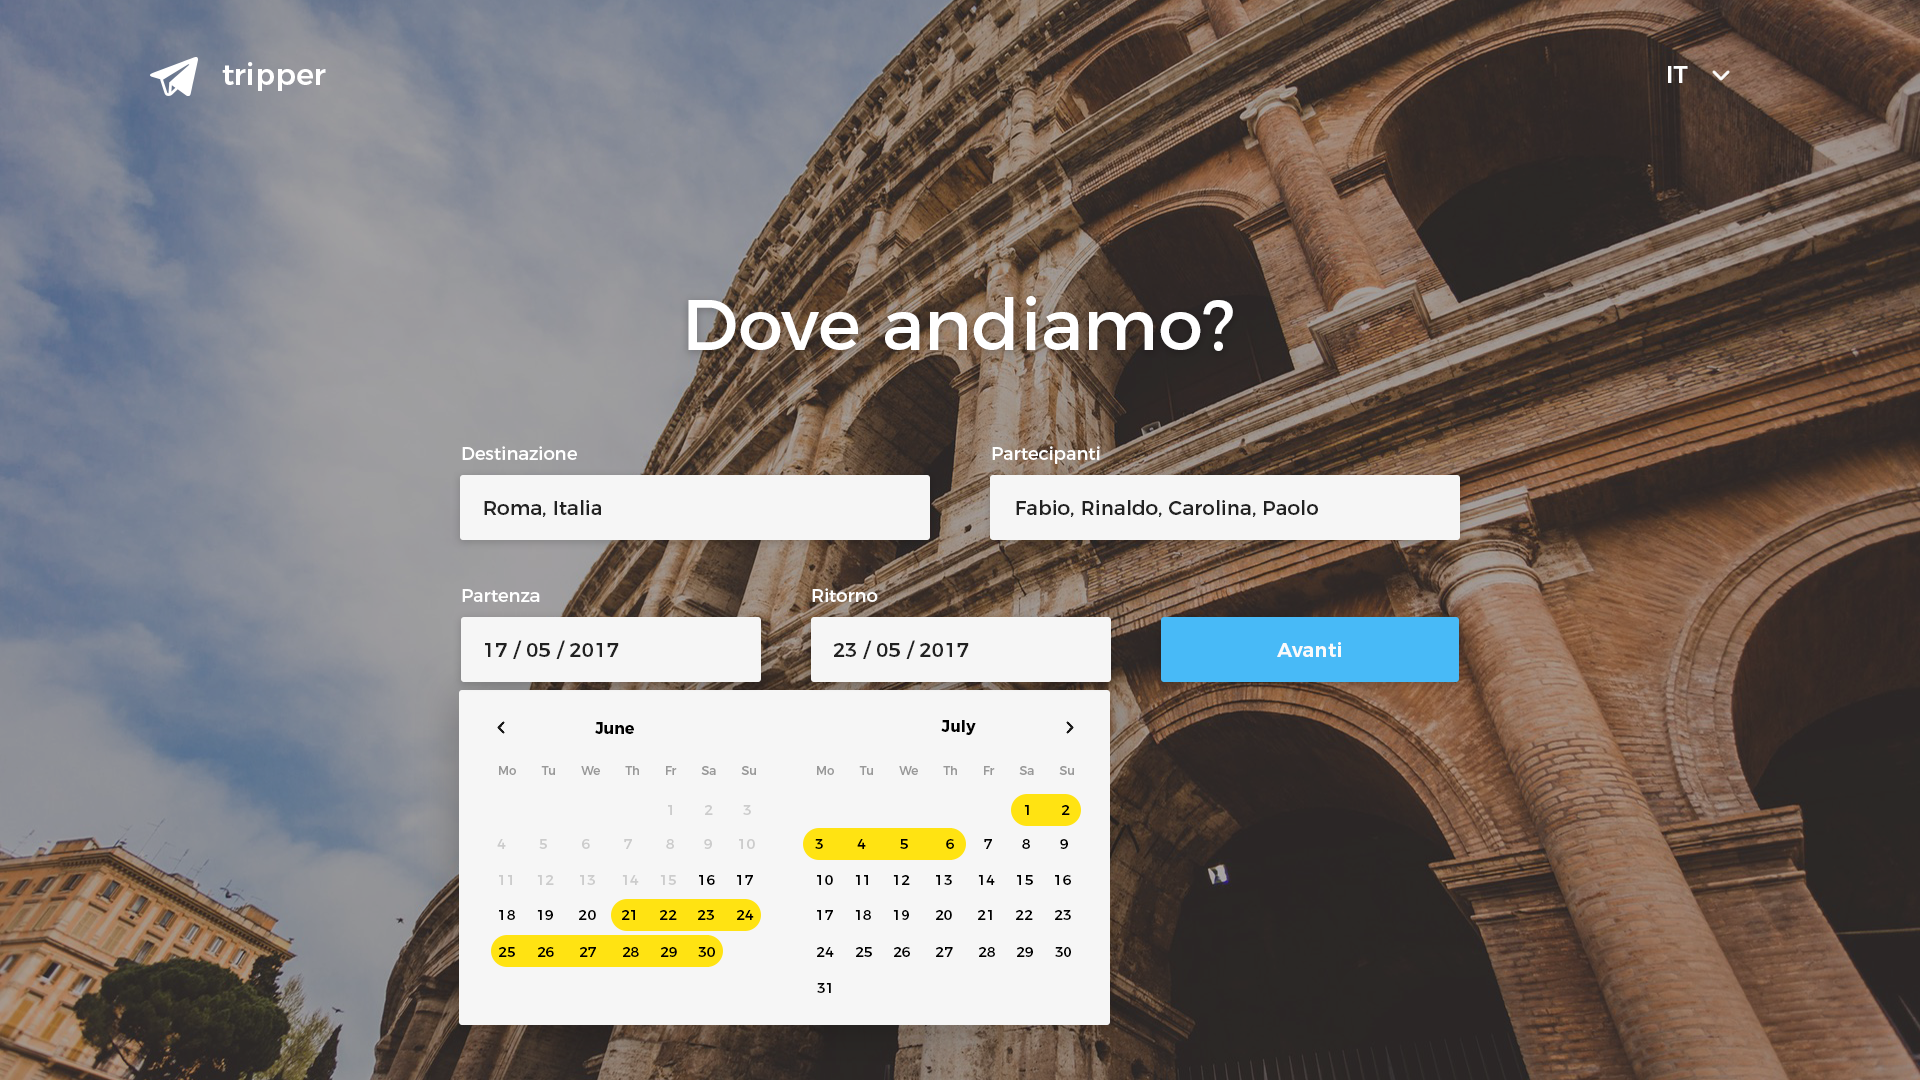 tripper
IT
Dove andiamo?
Destinazione
Partecipanti
Roma, Italia
Fabio, Rinaldo, Carolina, Paolo
Partenza
Ritorno
17 / 05 / 2017
23 / 05 / 2017
Avanti
June
Mo Tu We Th Fr Sa Su
1 2 3
4 5 6 7 8 9 10
11 12 13 14 15 16 17
18 19 20 21 22 23 24
25 26 27 28 29 30
July
Mo Tu We Th Fr Sa Su
1 2
3 4 5 6 7 8 9
10 11 12 13 14 15 16
17 18 19 20 21 22 23
24 25 26 27 28 29 30
31